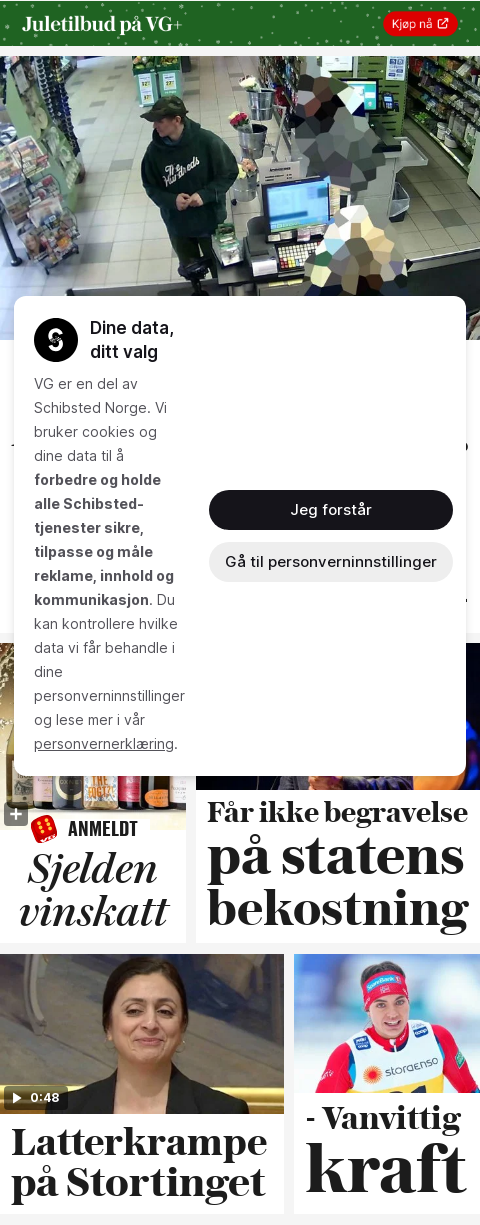 Juletilbud på VG+
Kjøp nå
The
Hundreds
Dine data,
ditt valg
VG er en del av
Schibsted Norge. Vi
bruker cookies og
dine data til å
forbedre og holde
alle Schibsted-
tjenester sikre,
tilpasse og måle
reklame, innhold og
kommunikasjon. Du
kan kontrollere hvilke
data vi får behandle i
dine
personverninnstillinger
og lese mer i vår
personvernerklæring.
Jeg forstår
Gå til personverninnstillinger
ANMELDT
Sjelden
vinskatt
Får ikke begravelse
på statens
bekostning
0:48
Latterkrampe
på Stortinget
storaenso
- Vanvittig
kraft